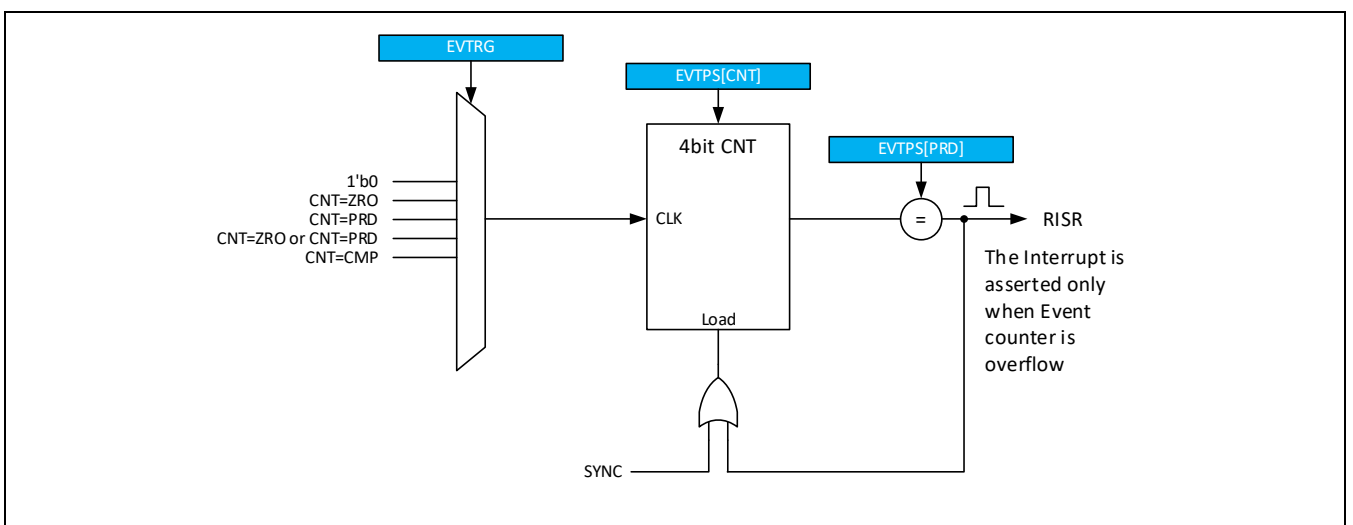 EVTRG
EVTPS[CNT]
4bit CNT
EVTPS[PRD]
1'b0
CNT=ZRO
CNT=PRD
CNT=ZRO or CNT=PRD
CNT=CMP
CLK
=
RISR
The Interrupt is
asserted only
when Event
counter is
overflow
Load
SYNC